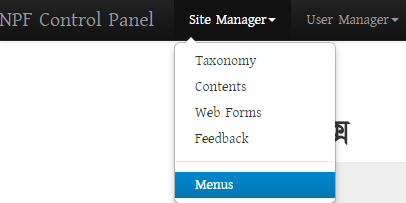 NPF Control Panel Site Manager User Manager
Taxonomy
Contents
Web Forms
Feedback
Menus